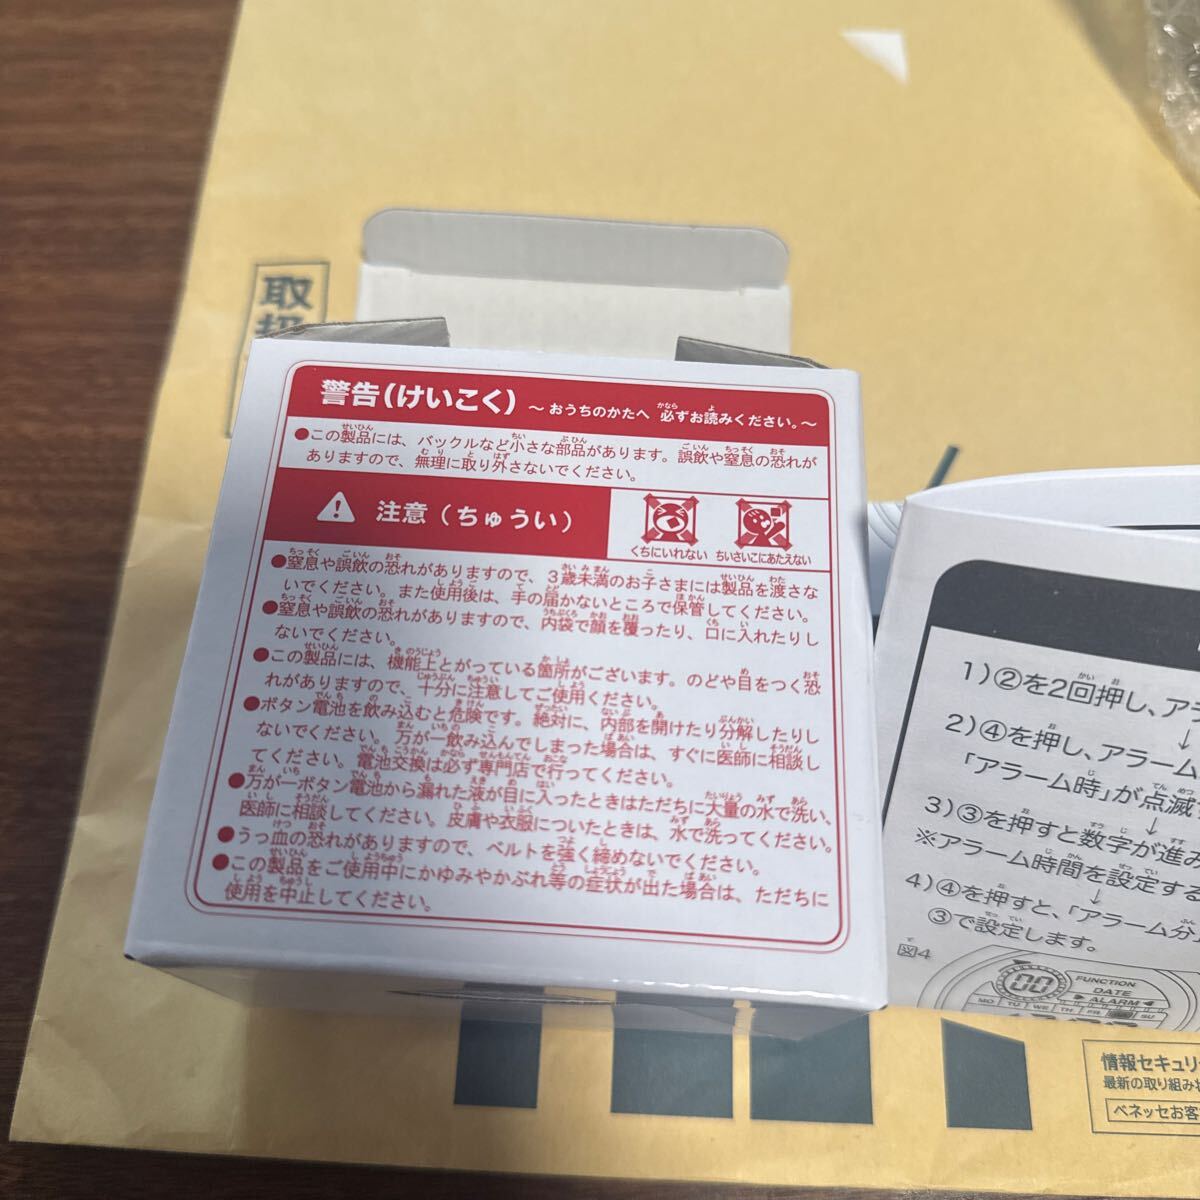 取扱
警告(けいこく) ～おうちのかたへ 必ずお読みください。～
●この製品には、バックルなど小さな部品があります。誤飲や窒息の恐れが
ありますので、無理に取り外さないでください。
注意(ちゅうい)
くちにいれない ちいさいこにあたえない
●窒息や誤飲の恐れがありますので、3歳未満のお子さまには製品を渡さな
いでください。また使用後は、手の届かないところで保管してください。
●窒息や誤飲の恐れがありますので、内袋で顔を覆ったり、口に入れたりし
ないでください。
●この製品には、機能上とがっている箇所がございます。のどや目をつく恐
れがありますので、十分に注意してご使用ください。
●ボタン電池を飲み込むと危険です。絶対に、内部を開けたり分解したりし
ないでください。万が一飲み込んでしまった場合は、すぐに医師に相談し
てください。電池交換は必ず専門店で行ってください。
●万が一ボタン電池から漏れた液が目に入ったときはただちに大量の水で洗い、
医師に相談してください。皮膚や衣服についたときは、水で洗ってください。
●うっ血の恐れがありますので、ベルトを強く締めないでください。
●この製品をご使用中にかゆみやかぶれ等の症状が出た場合は、ただちに
使用を中止してください。
1)②を2回押し、アラ
↓
2)④を押し、アラーム
「アラーム時」が点滅
↓
3)③を押すと数字が進み
※アラーム時間を設定する
↓
4)④を押すと、「アラーム分
③で設定します。
図4
00
FUNCTION
DATE
ALARM
MO TU WE TH FR SU
情報セキュリ
最新の取り組み
ベネッセお客